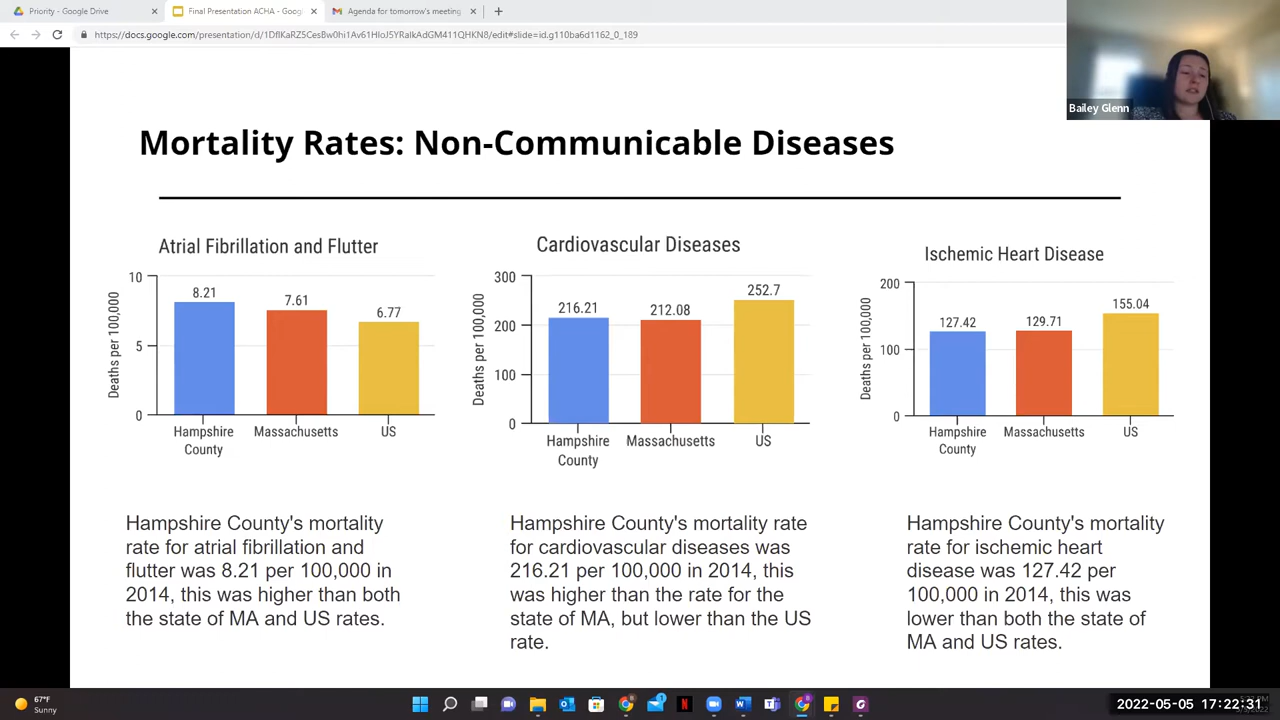 Priority - Google Drive
Final Presentation ACHA - Goog
Agenda for tomorrow's meeting
Bailey Glenn
Mortality Rates: Non-Communicable Diseases
Atrial Fibrillation and Flutter
Deaths per 100,000
10
5
0
8.21
7.61
6.77
Hampshire
County
Massachusetts
US
Cardiovascular Diseases
Deaths per 100,000
300
200
100
0
216.21
212.08
252.7
Hampshire
County
Massachusetts
US
Ischemic Heart Disease
Deaths per 100,000
200
100
0
127.42
129.71
155.04
Hampshire
County
Massachusetts
US
Hampshire County's mortality
rate for atrial fibrillation and
flutter was 8.21 per 100,000 in
2014, this was higher than both
the state of MA and US rates.
Hampshire County's mortality rate
for cardiovascular diseases was
216.21 per 100,000 in 2014, this
was higher than the rate for the
state of MA, but lower than the US
rate.
Hampshire County's mortality
rate for ischemic heart
disease was 127.42 per
100,000 in 2014, this was
lower than both the state of
MA and US rates.
67°F
Sunny
2022-05-05 17:22:31